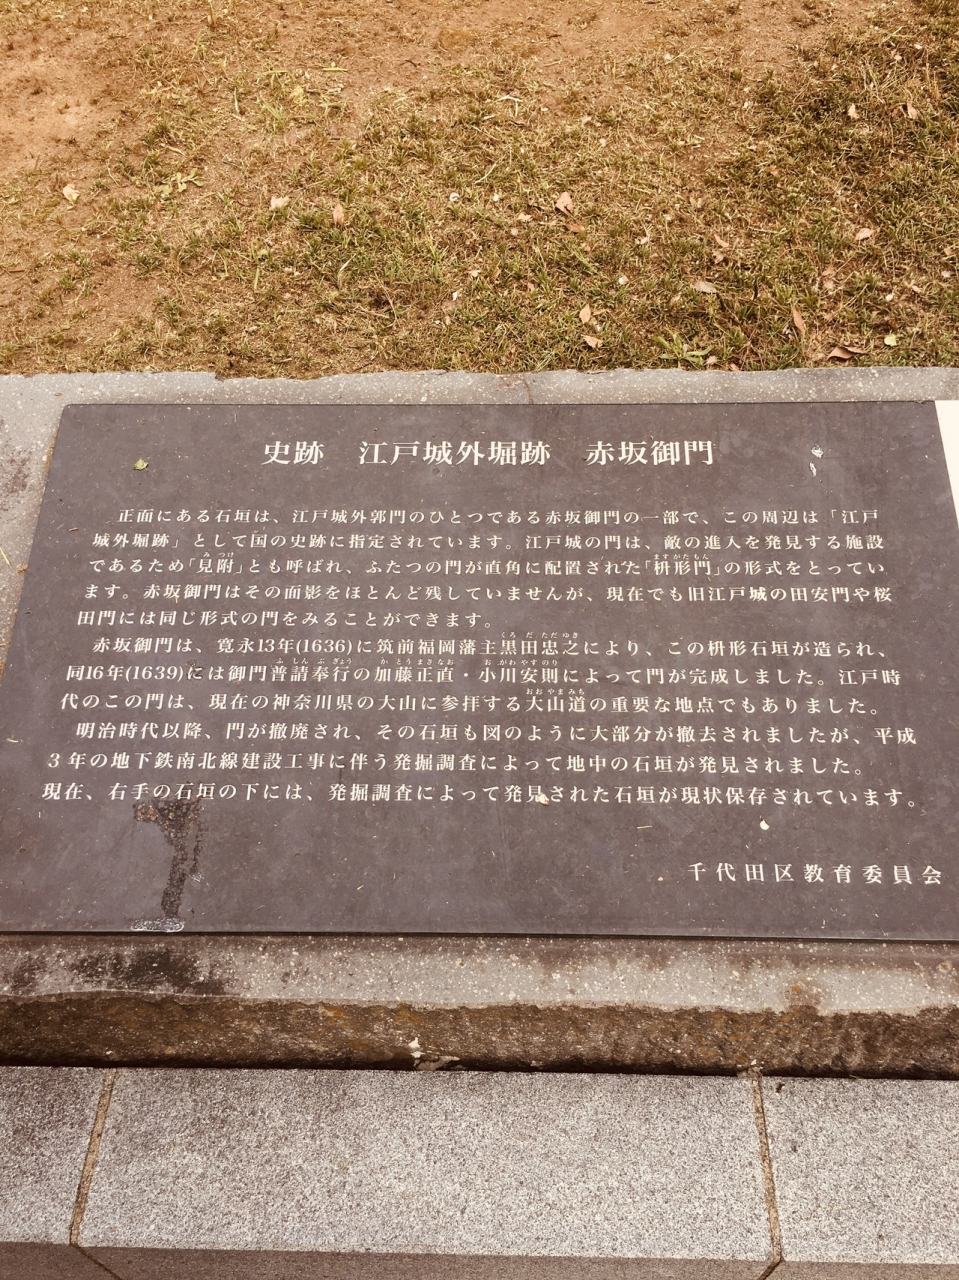 史跡　江戸城外堀跡　赤坂御門
正面にある石垣は、江戸城外郭門のひとつである赤坂御門の一部で、この周辺は「江戸
城外堀跡」として国の史跡に指定されています。江戸城の門は、敵の進入を発見する施設
であるため「見附」とも呼ばれ、ふたつの門が直角に配置された「枡形門」の形式をとってい
ます。赤坂御門はその面影をほとんど残していませんが、現在でも旧江戸城の田安門や桜
田門には同じ形式の門をみることができます。
赤坂御門は、寛永13年(1636)に筑前福岡藩主黒田忠之により、この枡形石垣が造られ、
同16年(1639)には御門普請奉行の加藤正直・小川安則によって門が完成しました。江戸時
代のこの門は、現在の神奈川県の大山に参拝する大山道の重要な地点でもありました。
明治時代以降、門が撤廃され、その石垣も図のように大部分が撤去されましたが、平成
3年の地下鉄南北線建設工事に伴う発掘調査によって地中の石垣が発見されました。
現在、右手の石垣の下には、発掘調査によって発見された石垣が現状保存されています。
千代田区教育委員会